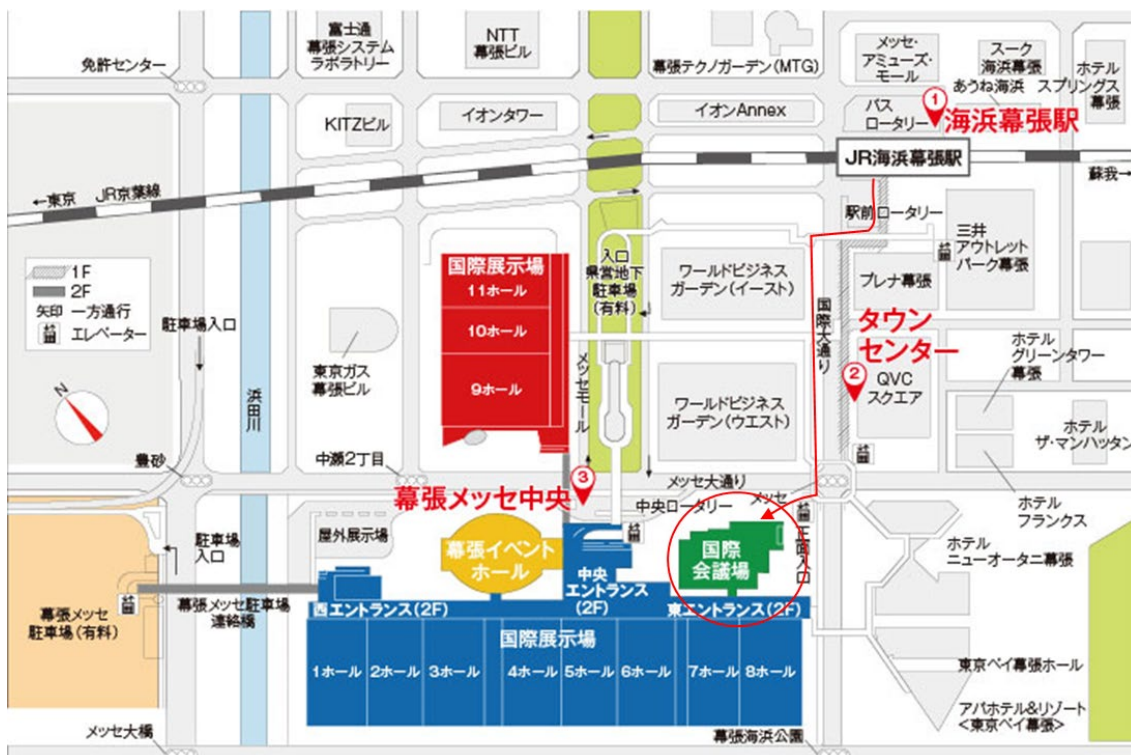 富士通
幕張システム
ラボラトリー
NTT
幕張ビル
免許センター
幕張テクノガーデン(MTG)
メッセ・
アミューズ・
モール
スーク
海浜幕張
あうね海浜
ホテル
スプリングス
幕張
KITZビル
イオンタワー
イオンAnnex
バス
ロータリー
1
海浜幕張駅
JR海浜幕張駅
←東京
JR京葉線
蘇我→
駅前ロータリー
1F
2F
矢印 一方通行
エレベーター
N
駐車場入口
浜田川
国際展示場
11ホール
10ホール
9ホール
東京ガス
幕張ビル
メッセモール
入口
県営地下
駐車場
(有料)
ワールドビジネス
ガーデン(イースト)
ワールドビジネス
ガーデン(ウエスト)
国際大通り
三井
アウトレット
パーク幕張
プレナ幕張
タウン
センター
2
QVC
スクエア
ホテル
グリーンタワー
幕張
ホテル
ザ・マンハッタン
ホテル
フランクス
豊砂
中瀬2丁目
メッセ大通り
メッセ
3
幕張メッセ中央
中央ロータリー
正面入口
ホテル
ニューオータニ幕張
駐車場
入口
屋外展示場
幕張イベント
ホール
中央
エントランス
(2F)
国際
会議場
幕張メッセ
駐車場(有料)
幕張メッセ駐車場
連絡橋
西エントランス(2F)
東エントランス(2F)
国際展示場
1ホール
2ホール
3ホール
4ホール
5ホール
6ホール
7ホール
8ホール
東京ベイ幕張ホール
アパホテル&リゾート
<東京ベイ幕張>
メッセ大橋
幕張海浜公園